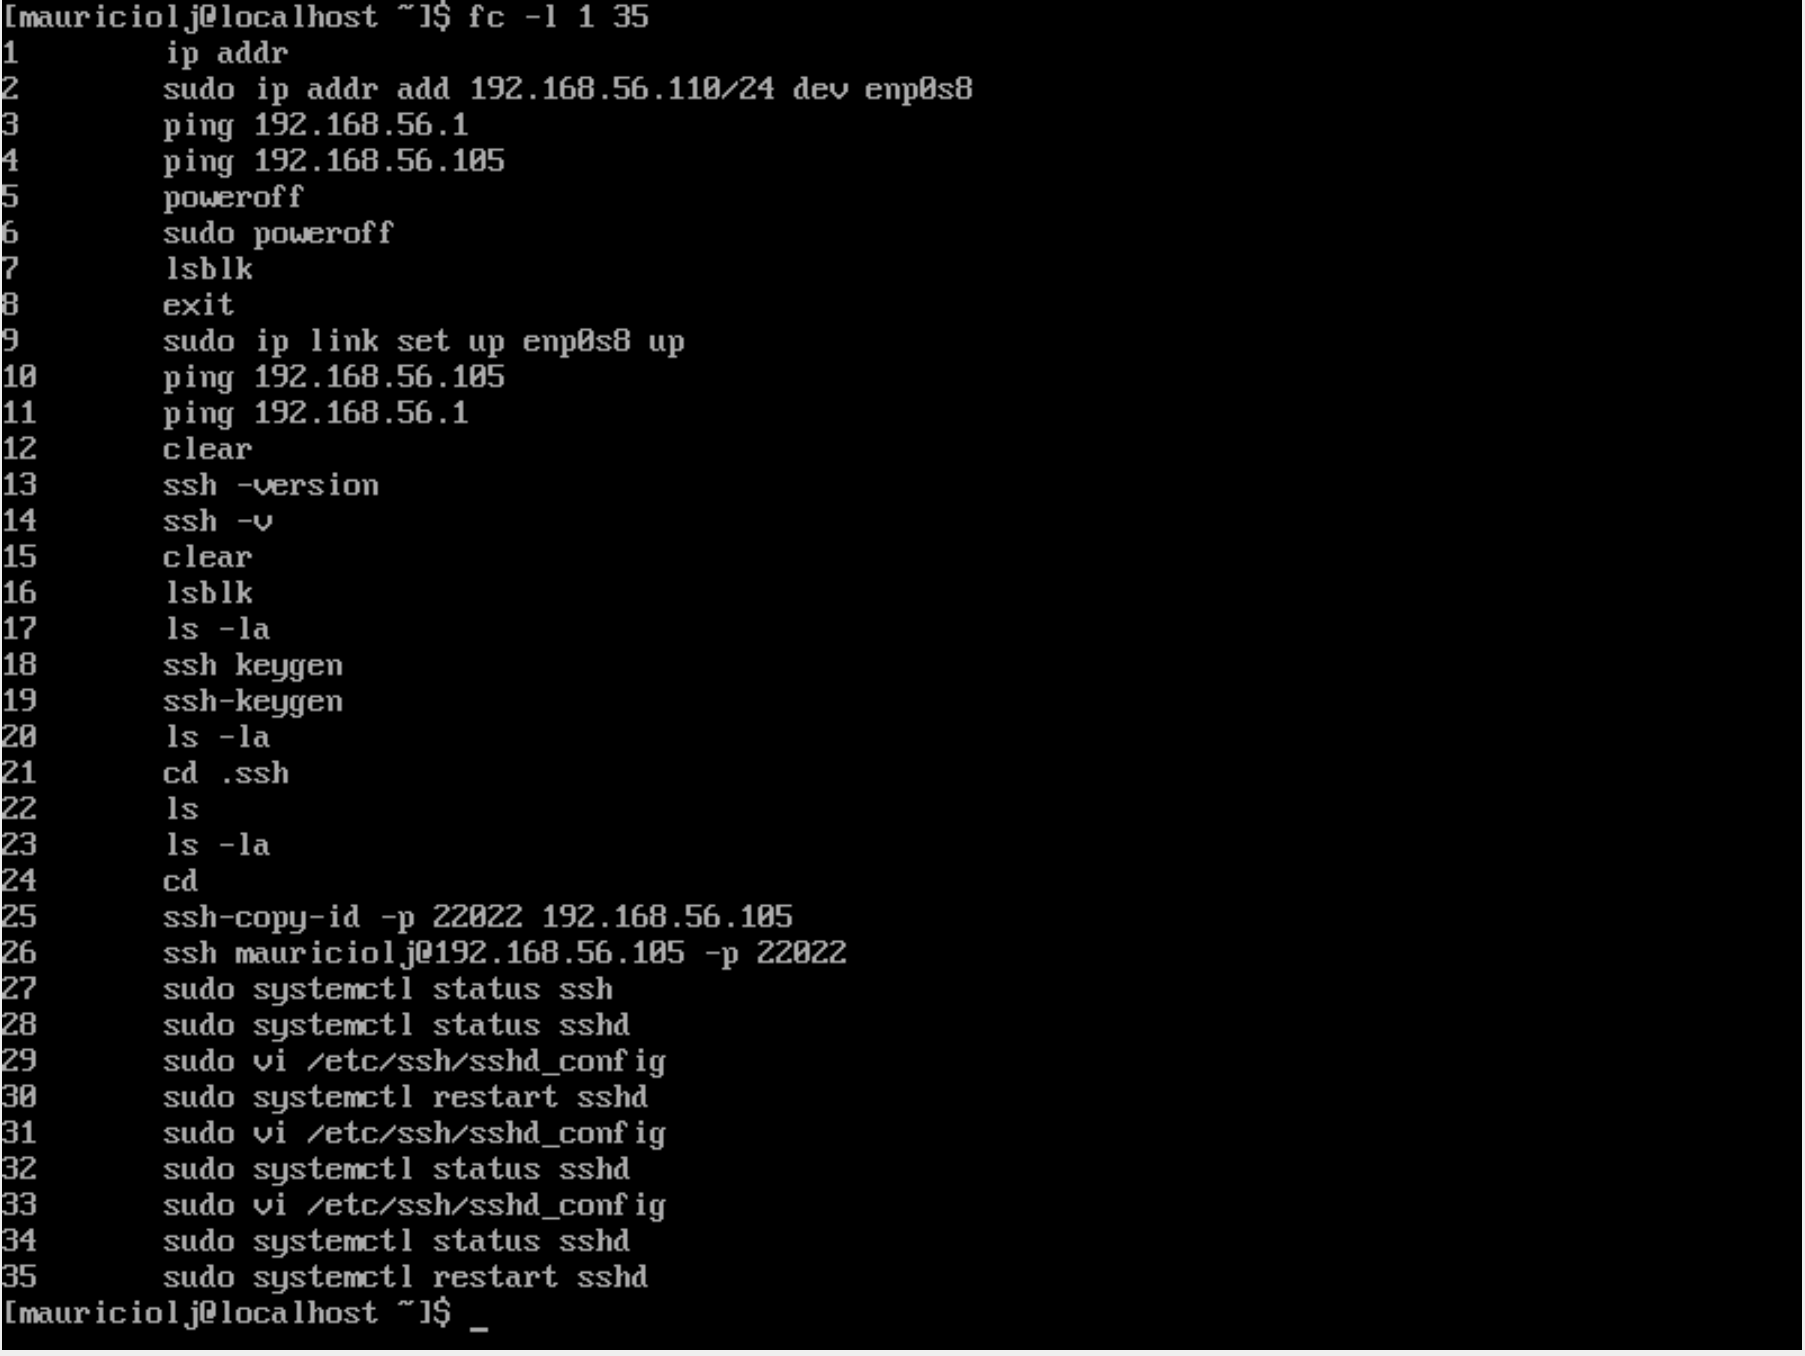 [mauriciolj@localhost ~]$ fc -l 1 35
1 ip addr
2 sudo ip addr add 192.168.56.110/24 dev enp0s8
3 ping 192.168.56.1
4 ping 192.168.56.105
5 poweroff
6 sudo poweroff
7 lsblk
8 exit
9 sudo ip link set up enp0s8 up
10 ping 192.168.56.105
11 ping 192.168.56.1
12 clear
13 ssh -version
14 ssh -v
15 clear
16 lsblk
17 ls -la
18 ssh keygen
19 ssh-keygen
20 ls -la
21 cd .ssh
22 ls
23 ls -la
24 cd
25 ssh-copy-id -p 22022 192.168.56.105
26 ssh mauriciolj@192.168.56.105 -p 22022
27 sudo systemctl status ssh
28 sudo systemctl status sshd
29 sudo vi /etc/ssh/sshd_config
30 sudo systemctl restart sshd
31 sudo vi /etc/ssh/sshd_config
32 sudo systemctl status sshd
33 sudo vi /etc/ssh/sshd_config
34 sudo systemctl status sshd
35 sudo systemctl restart sshd
[mauriciolj@localhost ~]$ _